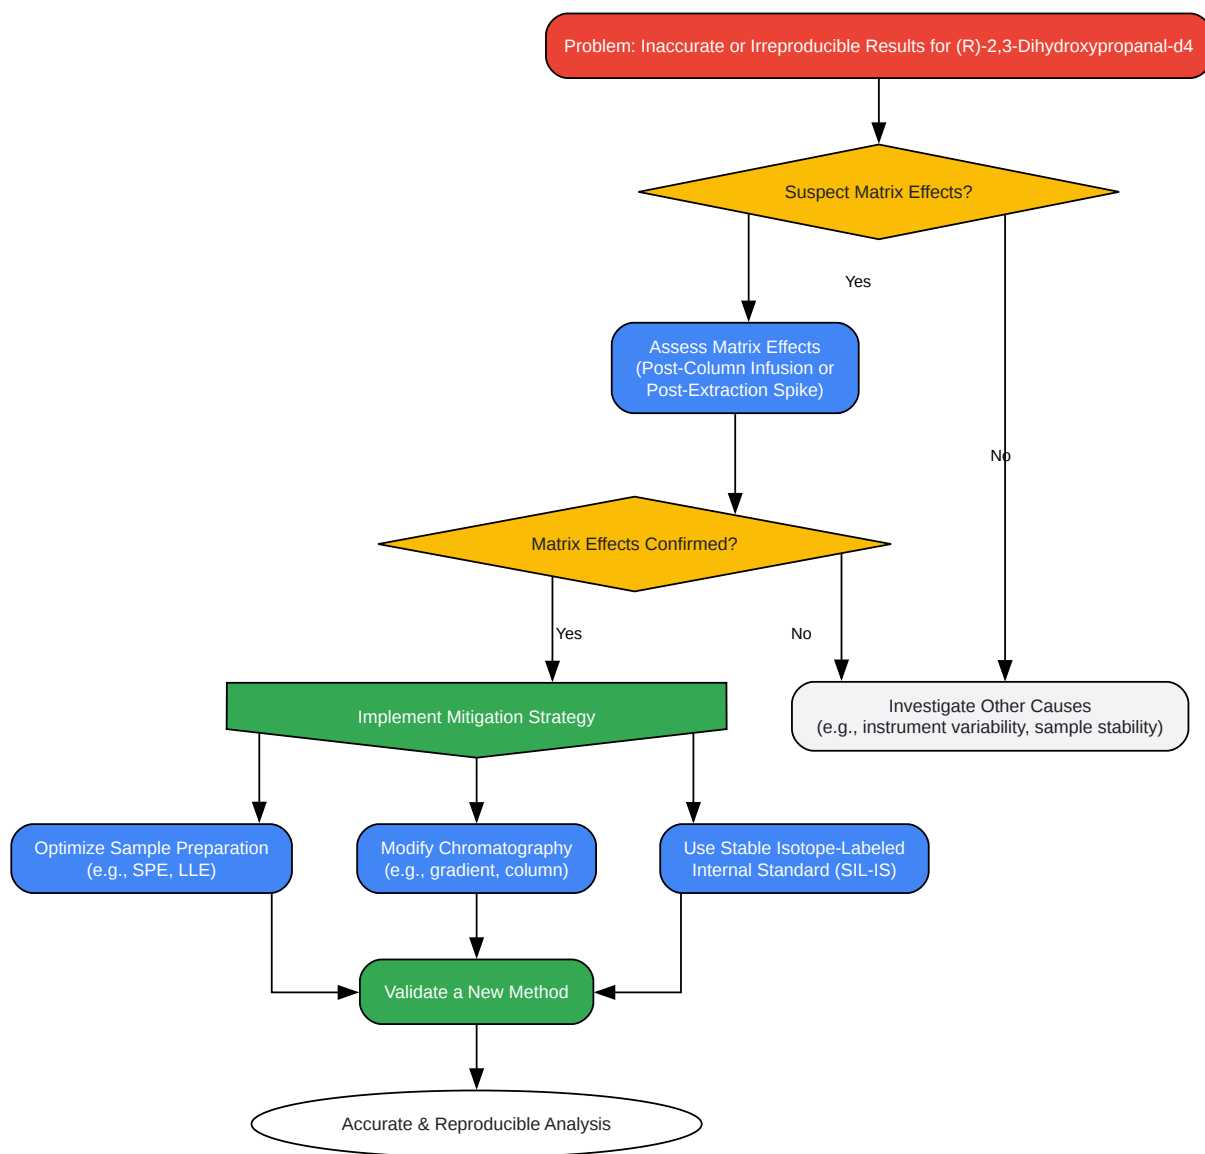 Problem: Inaccurate or Irreproducible Results for (R)-2,3-Dihydroxypropanal-d4
Suspect Matrix Effects?
Yes
Assess Matrix Effects
(Post-Column Infusion or
Post-Extraction Spike)
No
Matrix Effects Confirmed?
Yes
No
Implement Mitigation Strategy
Investigate Other Causes
(e.g., instrument variability, sample stability)
Optimize Sample Preparation
(e.g., SPE, LLE)
Modify Chromatography
(e.g., gradient, column)
Use Stable Isotope-Labeled
Internal Standard (SIL-IS)
Validate a New Method
Accurate & Reproducible Analysis